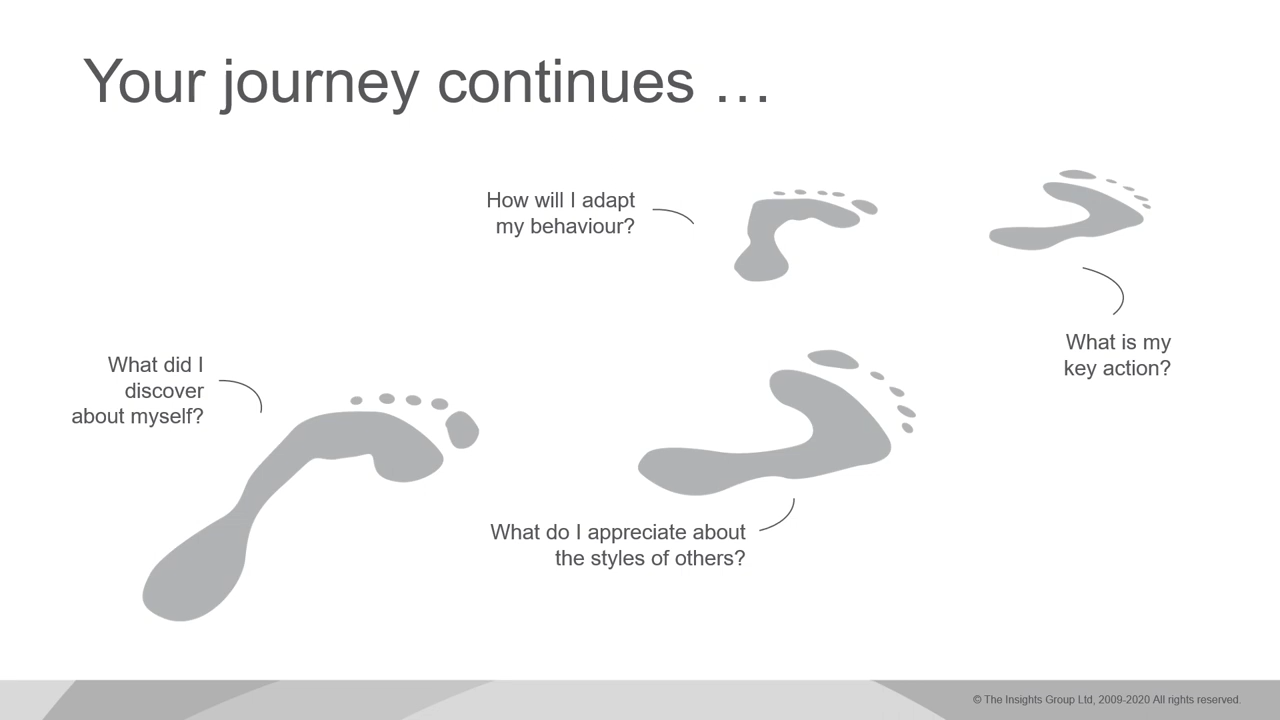 Your journey continues …
How will I adapt
my behaviour?
What is my
key action?
What did I
discover
about myself?
What do I appreciate about
the styles of others?
© The Insights Group Ltd, 2009-2020 All rights reserved.